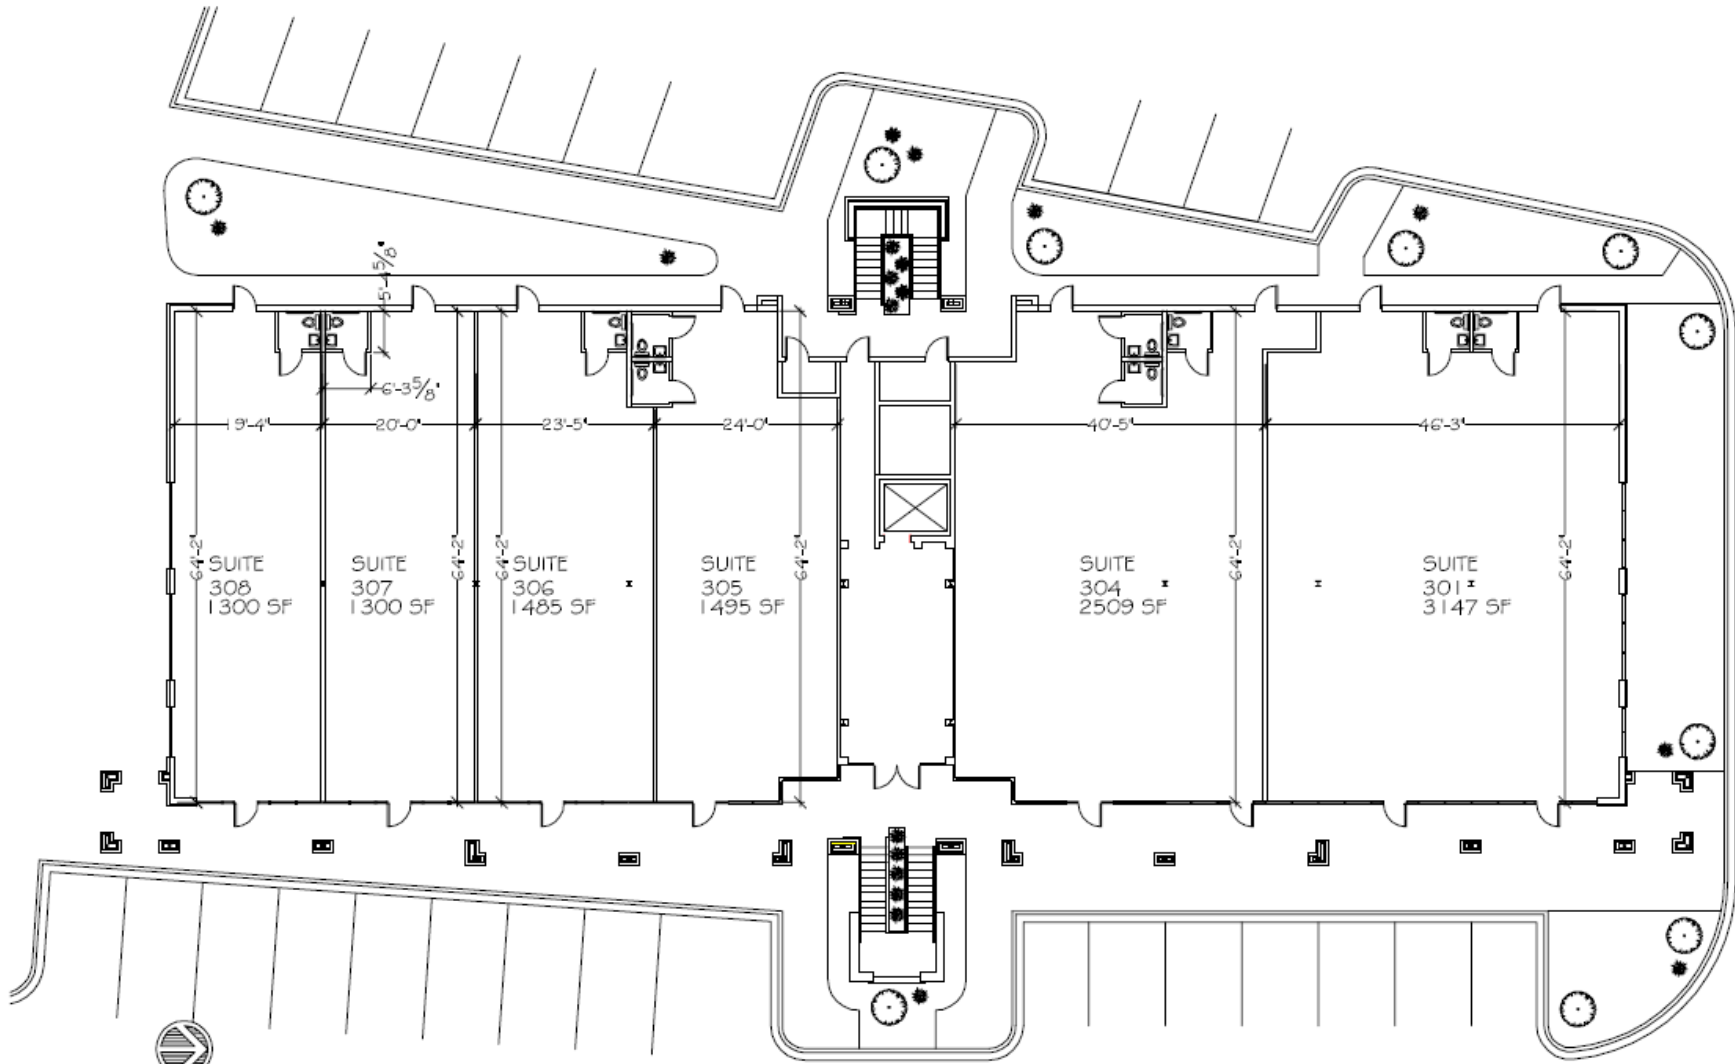 5'-4 5/8"
6'-3 5/8"
19'-4"
20'-0"
23'-5"
24'-0"
40'-5"
46'-3"
64'-2"
64'-2"
64'-2"
64'-2"
64'-2"
64'-2"
SUITE
308
1300 SF
SUITE
307
1300 SF
SUITE
306
1485 SF
SUITE
305
1495 SF
SUITE
304
2509 SF
SUITE
301
3147 SF